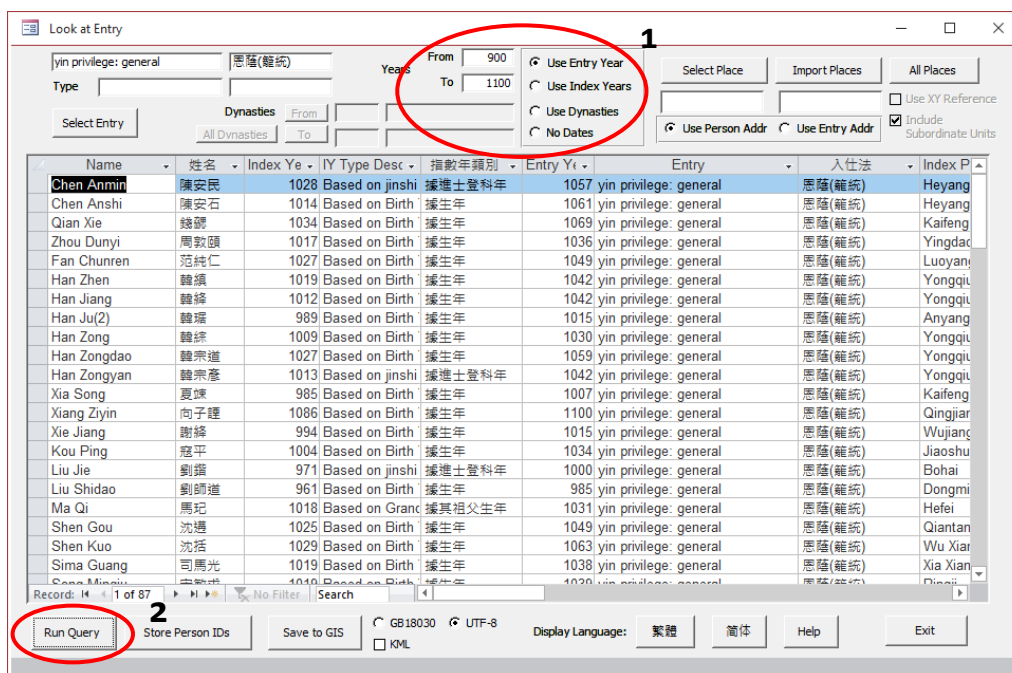 Look at Entry
1
yin privilege: general 恩蔭(籠統) Years From 900 Use Entry Year Select Place Import Places All Places
Type To 1100 Use Index Years Use XY Reference
Dynasties From Use Dynasties Include
Select Entry All Dynasties To No Dates Use Person Addr Use Entry Addr Subordinate Units
Name 姓名 Index Ye IY Type Desc 指數年類別 Entry Ye Entry 入仕法 Index P
Chen Anmin 陳安民 1028 Based on jinshi 據進士登科年 1057 yin privilege: general 恩蔭(籠統) Heyang
Chen Anshi 陳安石 1014 Based on Birth 據生年 1061 yin privilege: general 恩蔭(籠統) Heyang
Qian Xie 錢勰 1034 Based on Birth 據生年 1069 yin privilege: general 恩蔭(籠統) Kaifeng
Zhou Dunyi 周敦頤 1017 Based on Birth 據生年 1036 yin privilege: general 恩蔭(籠統) Yingdao
Fan Chunren 范純仁 1027 Based on Birth 據生年 1049 yin privilege: general 恩蔭(籠統) Luoyang
Han Zhen 韓縝 1019 Based on Birth 據生年 1042 yin privilege: general 恩蔭(籠統) Yongqiu
Han Jiang 韓絳 1012 Based on Birth 據生年 1042 yin privilege: general 恩蔭(籠統) Yongqiu
Han Ju(2) 韓琚 989 Based on Birth 據生年 1015 yin privilege: general 恩蔭(籠統) Anyang
Han Zong 韓綜 1009 Based on Birth 據生年 1030 yin privilege: general 恩蔭(籠統) Yongqiu
Han Zongdao 韓宗道 1027 Based on Birth 據生年 1059 yin privilege: general 恩蔭(籠統) Yongqiu
Han Zongyan 韓宗彥 1013 Based on jinshi 據進士登科年 1042 yin privilege: general 恩蔭(籠統) Yongqiu
Xia Song 夏竦 985 Based on Birth 據生年 1007 yin privilege: general 恩蔭(籠統) Kaifeng
Xiang Ziyin 向子諲 1086 Based on Birth 據生年 1100 yin privilege: general 恩蔭(籠統) Qingjian
Xie Jiang 謝絳 994 Based on Birth 據生年 1015 yin privilege: general 恩蔭(籠統) Wujiang
Kou Ping 寇平 1004 Based on Birth 據生年 1034 yin privilege: general 恩蔭(籠統) Jiaoshu
Liu Jie 劉鍇 971 Based on jinshi 據進士登科年 1000 yin privilege: general 恩蔭(籠統) Bohai
Liu Shidao 劉師道 961 Based on Birth 據生年 985 yin privilege: general 恩蔭(籠統) Dongmi
Ma Qi 馬玘 1018 Based on Grand 據其祖父生年 1031 yin privilege: general 恩蔭(籠統) Hefei
Shen Gou 沈遘 1025 Based on Birth 據生年 1049 yin privilege: general 恩蔭(籠統) Qiantan
Shen Kuo 沈括 1029 Based on Birth 據生年 1063 yin privilege: general 恩蔭(籠統) Wu Xian
Sima Guang 司馬光 1019 Based on Birth 據生年 1038 yin privilege: general 恩蔭(籠統) Xia Xian
Record: 1 of 87 No Filter Search
2
Run Query Store Person IDs Save to GIS GB18030 UTF-8 Display Language: 繁體 简体 Help Exit
KML